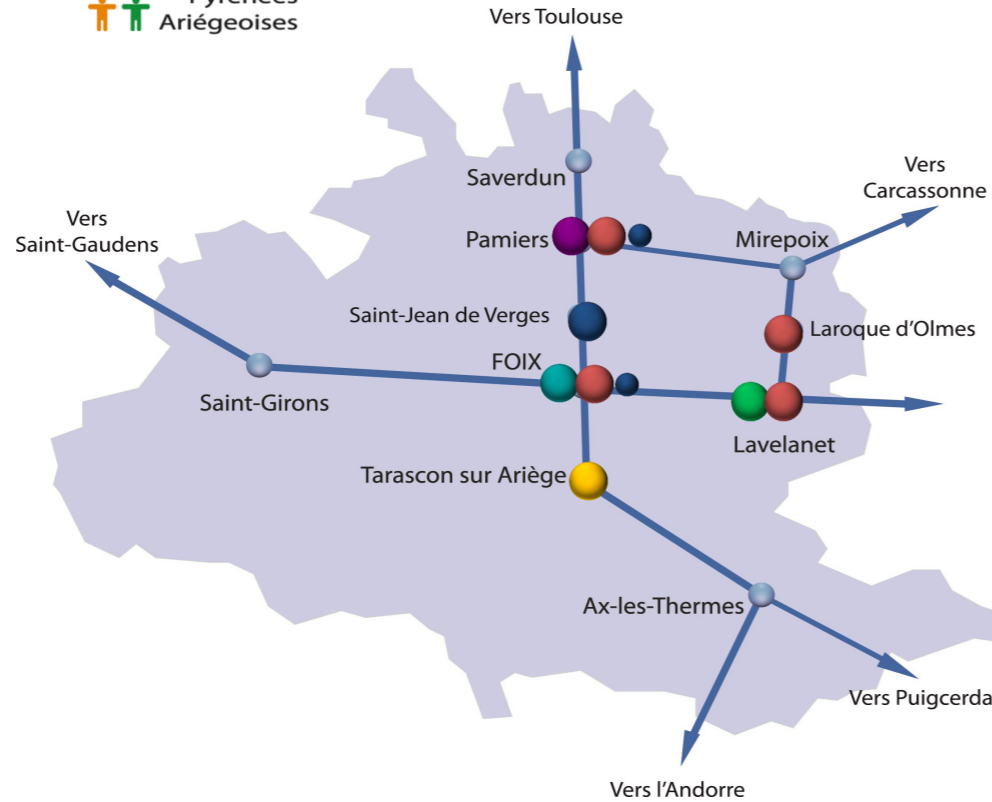 Pyrénées
Ariégeoises
Vers Toulouse
Saverdun
Vers
Carcassonne
Vers
Saint-Gaudens
Pamiers
Mirepoix
Saint-Jean de Verges
Laroque d'Olmes
FOIX
Saint-Girons
Lavelanet
Tarascon sur Ariège
Ax-les-Thermes
Vers Puigcerda
Vers l'Andorre